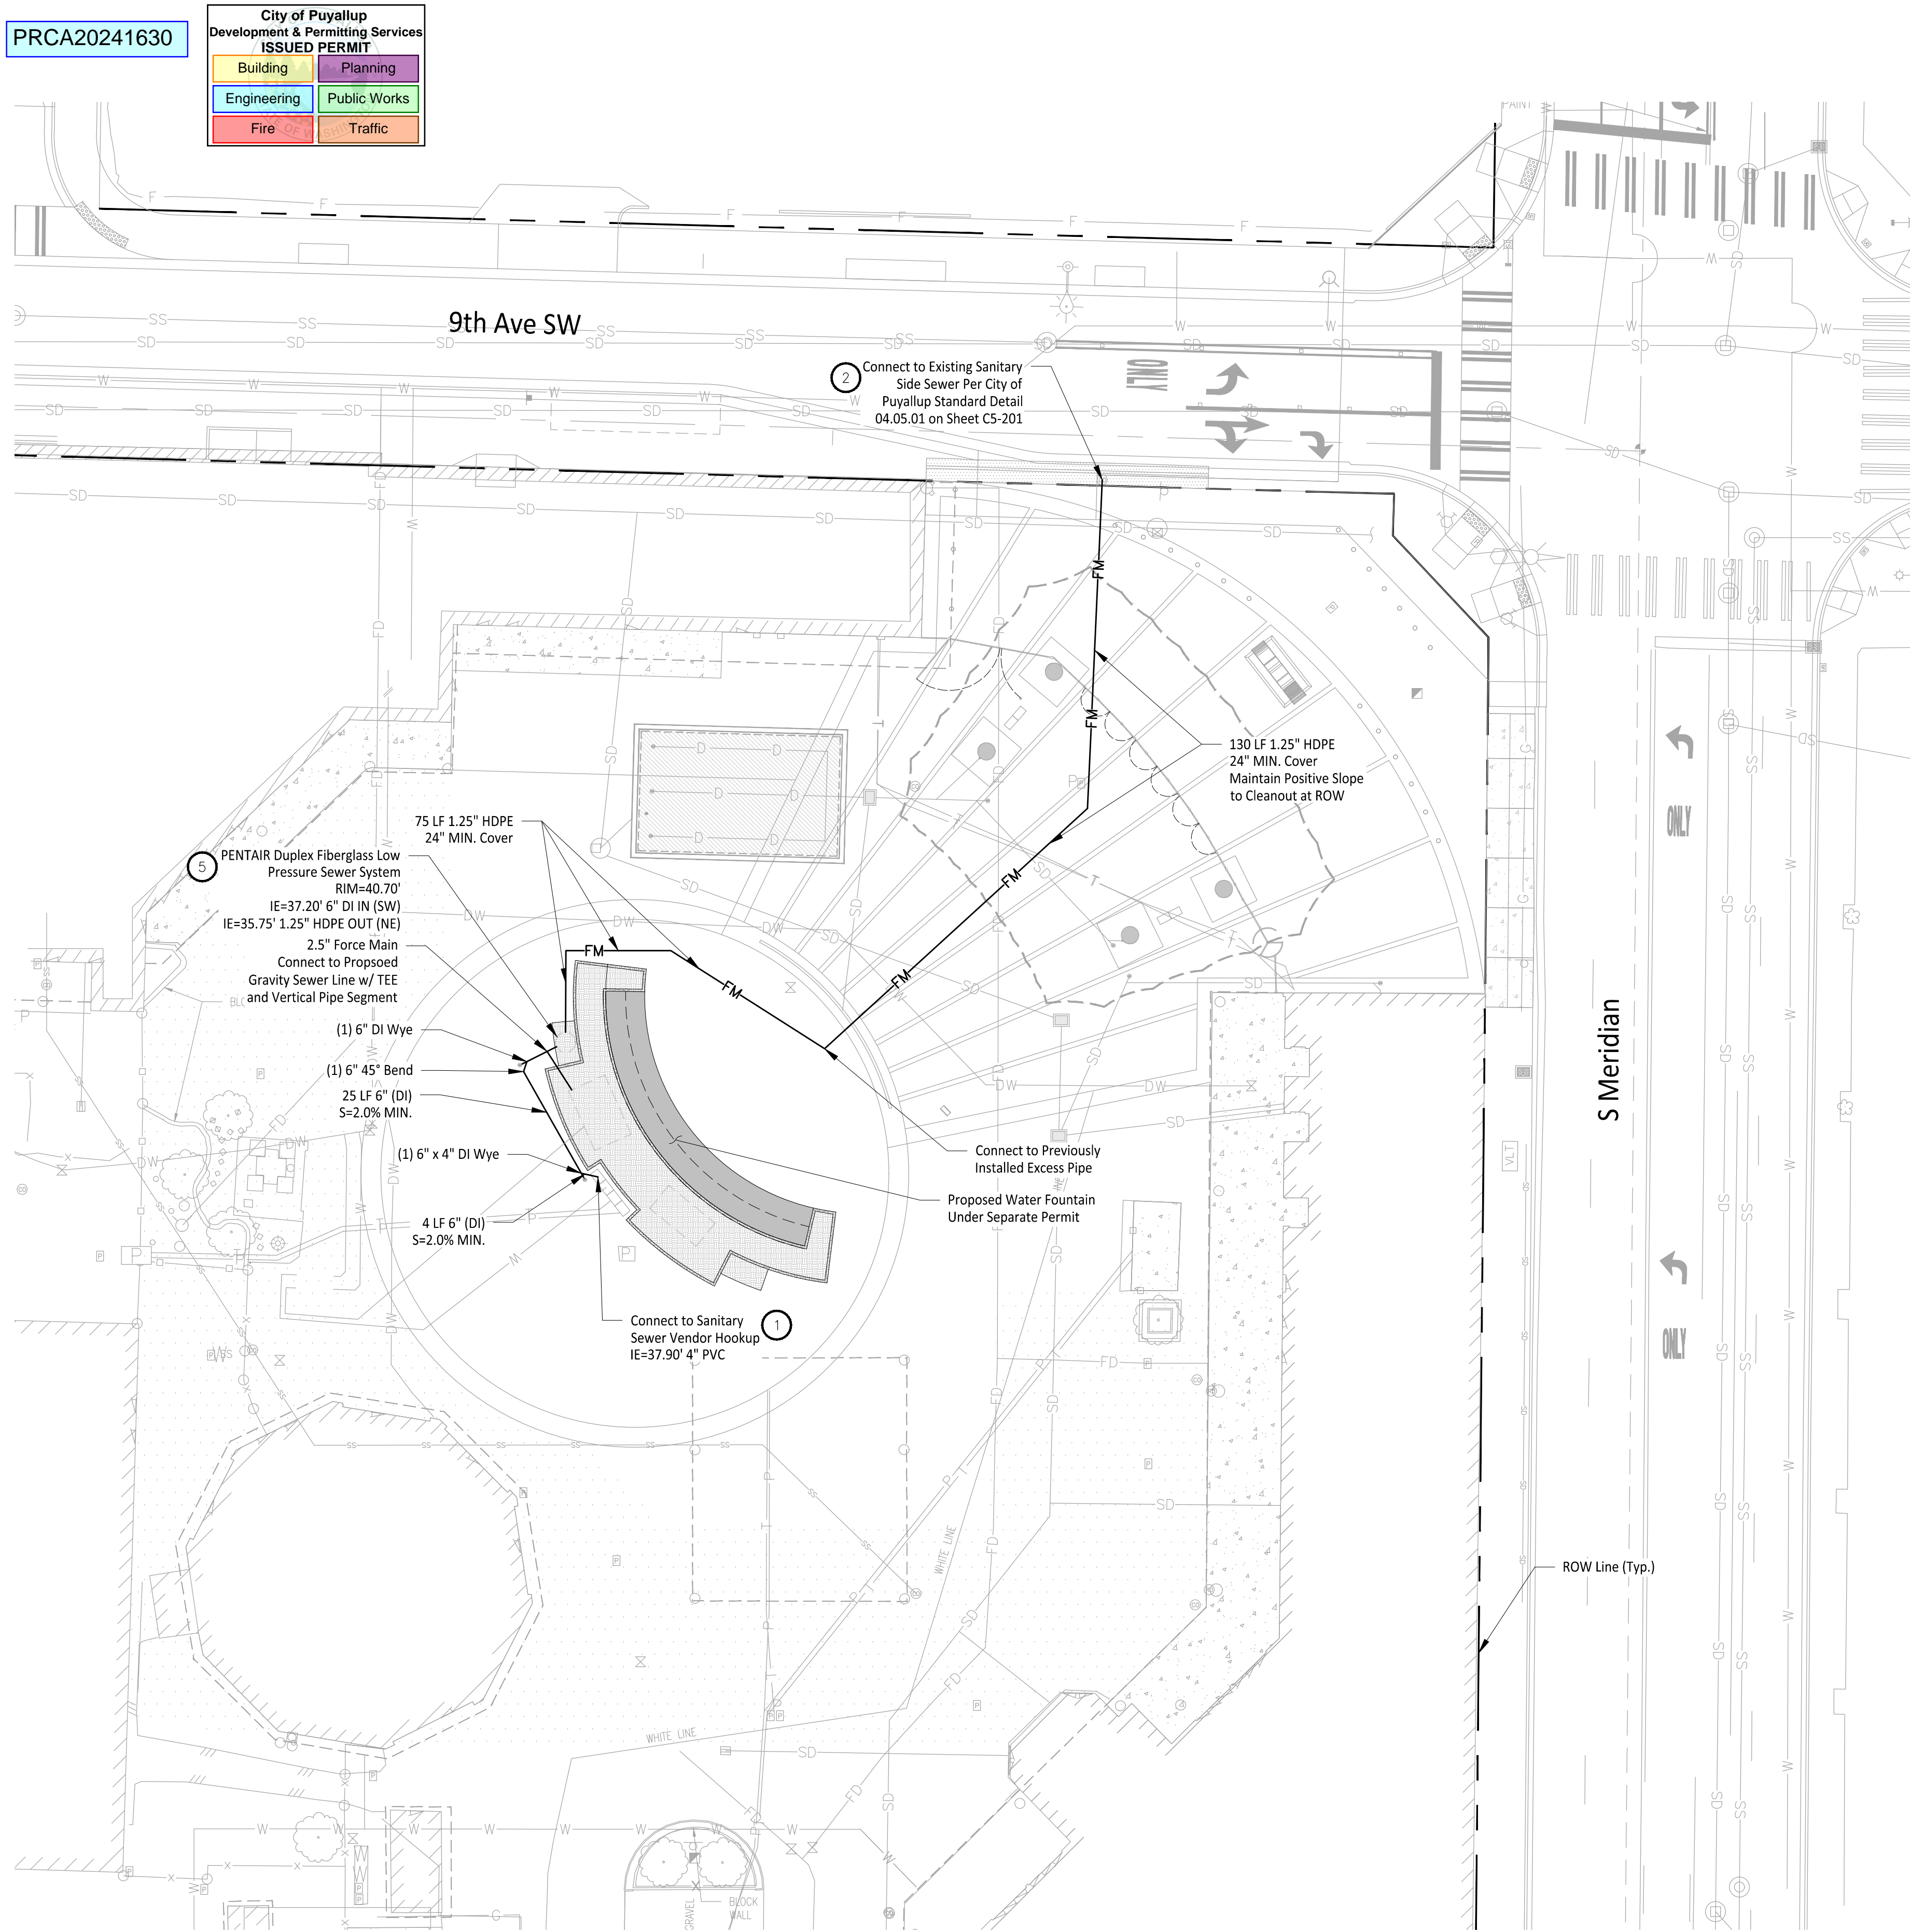 PRCA20241630
City of Puyallup
Development & Permitting Services
ISSUED PERMIT
Building
Planning
Engineering
Public Works
Fire
Traffic
9th Ave SW
2
Connect to Existing Sanitary
Side Sewer Per City of
Puyallup Standard Detail
04.05.01 on Sheet C5-201
ONLY
130 LF 1.25" HDPE
24" MIN. Cover
Maintain Positive Slope
to Cleanout at ROW
75 LF 1.25" HDPE
24" MIN. Cover
5
PENTAIR Duplex Fiberglass Low
Pressure Sewer System
RIM=40.70'
IE=37.20' 6" DI IN (SW)
IE=35.75' 1.25" HDPE OUT (NE)
2.5" Force Main
Connect to Propsoed
Gravity Sewer Line w/ TEE
and Vertical Pipe Segment
(1) 6" DI Wye
(1) 6" 45° Bend
25 LF 6" (DI)
S=2.0% MIN.
(1) 6" x 4" DI Wye
4 LF 6" (DI)
S=2.0% MIN.
FM
FM
FM
FM
FM
FM
Connect to Previously
Installed Excess Pipe
Proposed Water Fountain
Under Separate Permit
Connect to Sanitary
Sewer Vendor Hookup
IE=37.90' 4" PVC
1
S Meridian
ONLY
ONLY
VLT
ROW Line (Typ.)
WHITE LINE
WHITE LINE
BLOCK
WALL
GRAVEL
PAINT